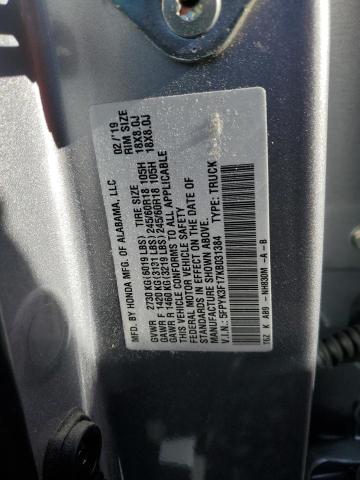 MFD. BY HONDA MFG. OF ALABAMA, LLC 02/'19
TIRE SIZE RIM SIZE
GVWR 2730 KG(6019 LBS)
GAWR F 1420 KG(3131 LBS) 245/60R18 105H 18X8.0J
GAWR R 1460 KG(3219 LBS) 245/60R18 105H 18X8.0J
THIS VEHICLE CONFORMS TO ALL APPLICABLE
FEDERAL MOTOR VEHICLE SAFETY
STANDARDS IN EFFECT ON THE DATE OF
MANUFACTURE SHOWN ABOVE.
V.I.N.: 5FPYK3F17KB031384 TYPE: TRUCK
T6Z K AB0 - NH830M -A -B